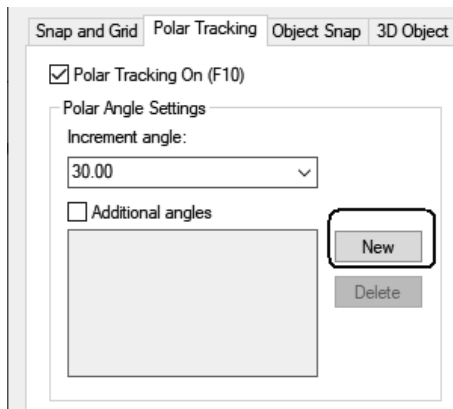 Snap and Grid Polar Tracking Object Snap 3D Object
Polar Tracking On (F10)
Polar Angle Settings
Increment angle:
30.00
Additional angles
New
Delete